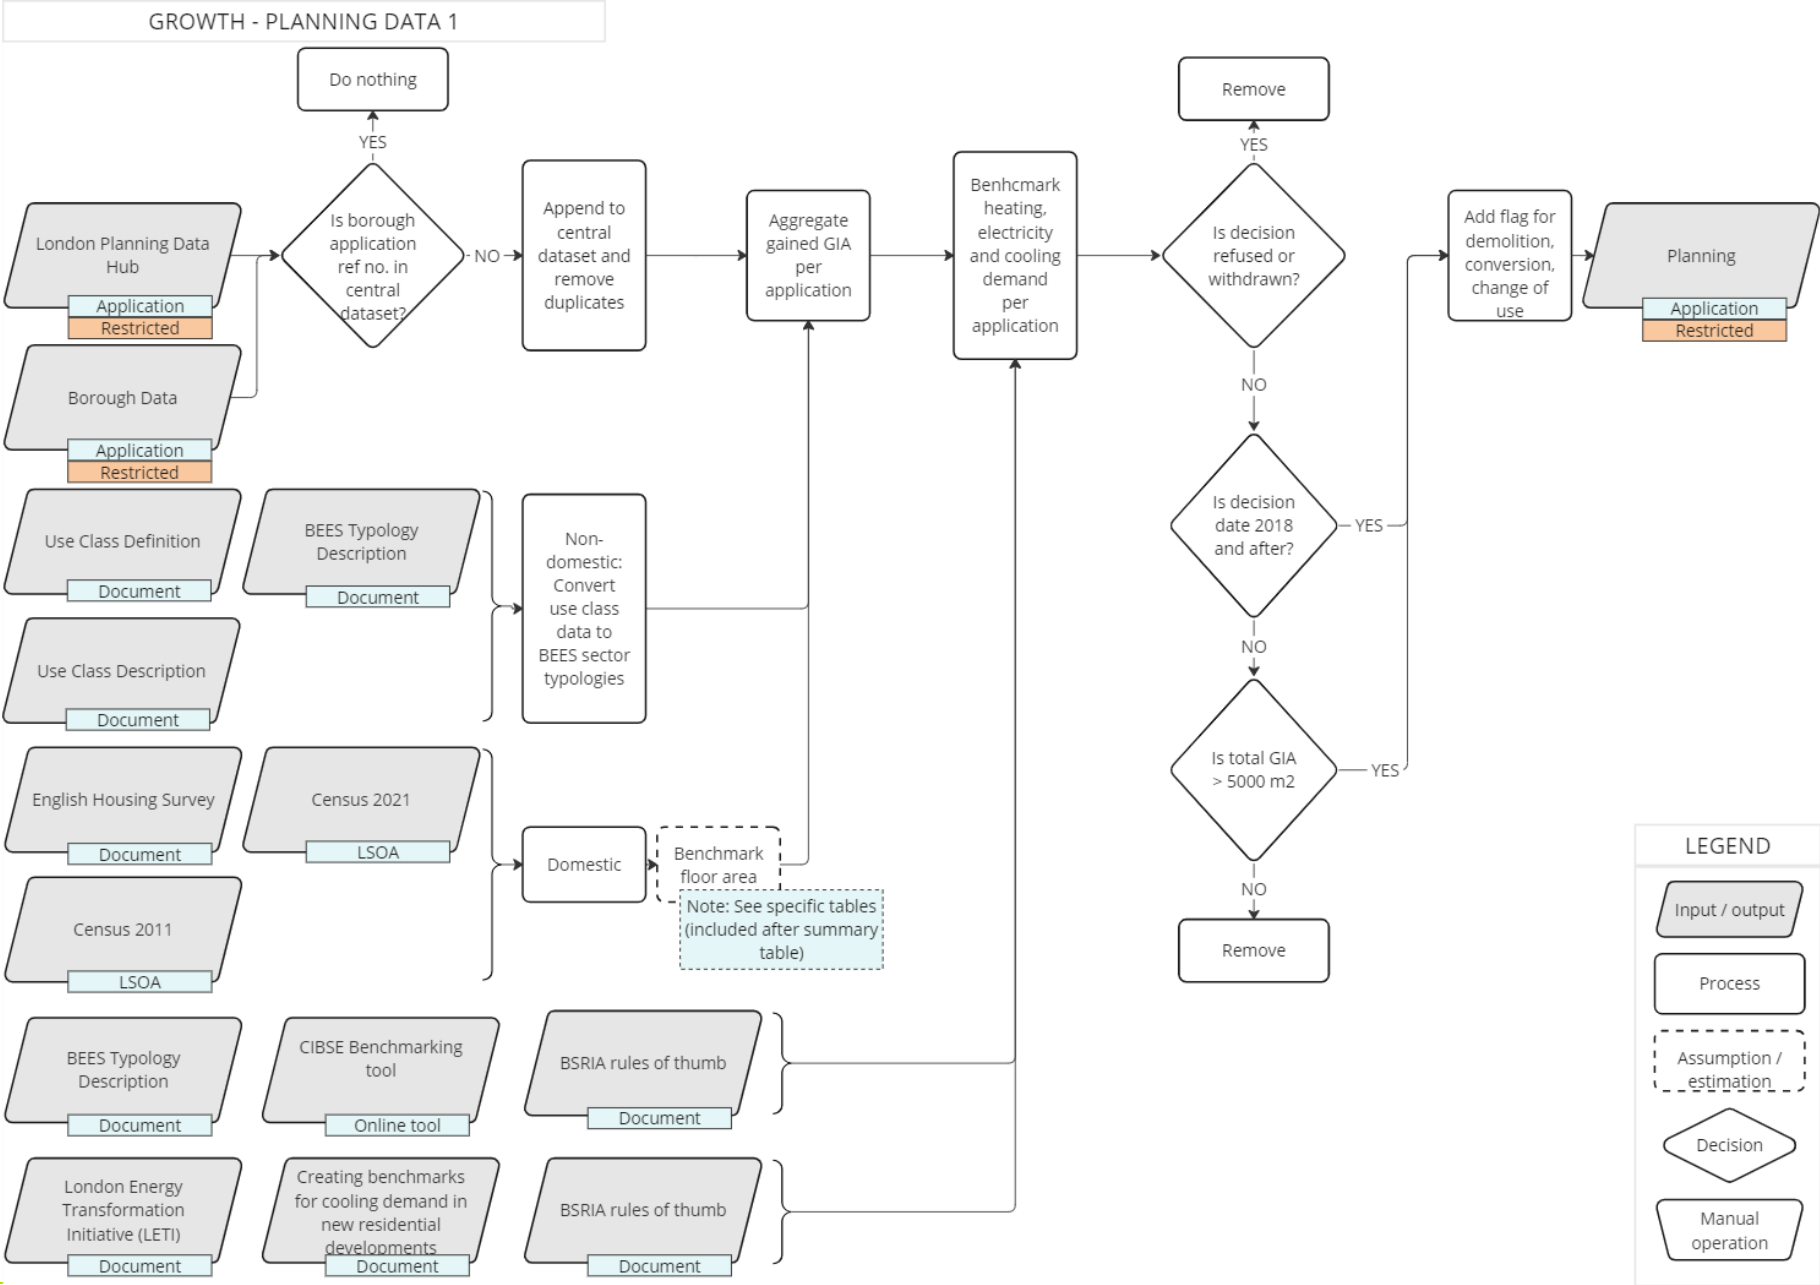 GROWTH - PLANNING DATA 1
Do nothing
YES
London Planning Data
Hub
Application
Restricted
Borough Data
Application
Restricted
Is borough
application
ref no. in
central
dataset?
NO
Append to
central
dataset and
remove
duplicates
Aggregate
gained GIA
per
application
Benhcmark
heating,
electricity
and cooling
demand
per
application
Remove
YES
Is decision
refused or
withdrawn?
NO
Is decision
date 2018
and after?
YES
NO
Is total GIA
> 5000 m2
YES
NO
Remove
Add flag for
demolition,
conversion,
change of
use
Planning
Application
Restricted
Use Class Definition
Document
BEES Typology
Description
Document
Use Class Description
Document
Non-
domestic:
Convert
use class
data to
BEES sector
typologies
English Housing Survey
Document
Census 2021
LSOA
Census 2011
LSOA
Domestic
Benchmark
floor area
Note: See specific tables
(included after summary
table)
BEES Typology
Description
Document
CIBSE Benchmarking
tool
Online tool
BSRIA rules of thumb
Document
London Energy
Transformation
Initiative (LETI)
Document
Creating benchmarks
for cooling demand in
new residential
developments
Document
BSRIA rules of thumb
Document
LEGEND
Input / output
Process
Assumption /
estimation
Decision
Manual
operation